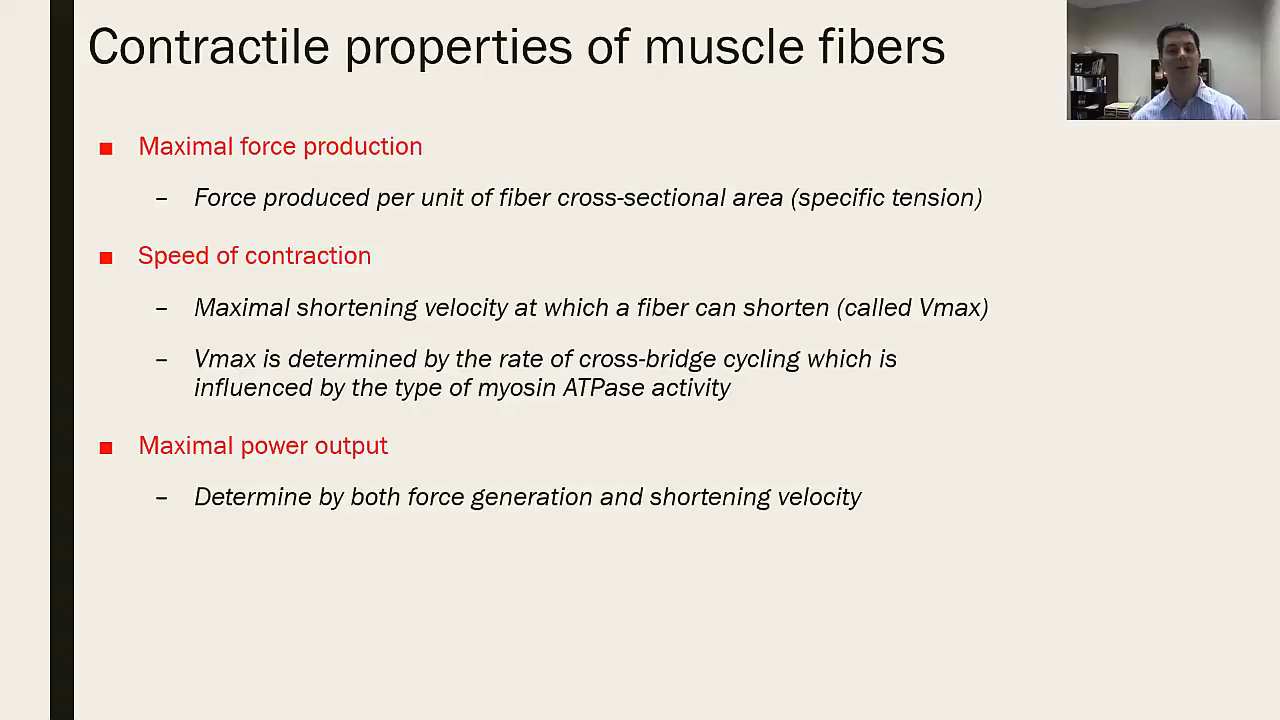 Contractile properties of muscle fibers
■ Maximal force production
– Force produced per unit of fiber cross-sectional area (specific tension)
■ Speed of contraction
– Maximal shortening velocity at which a fiber can shorten (called Vmax)
– Vmax is determined by the rate of cross-bridge cycling which is
influenced by the type of myosin ATPase activity
■ Maximal power output
– Determine by both force generation and shortening velocity